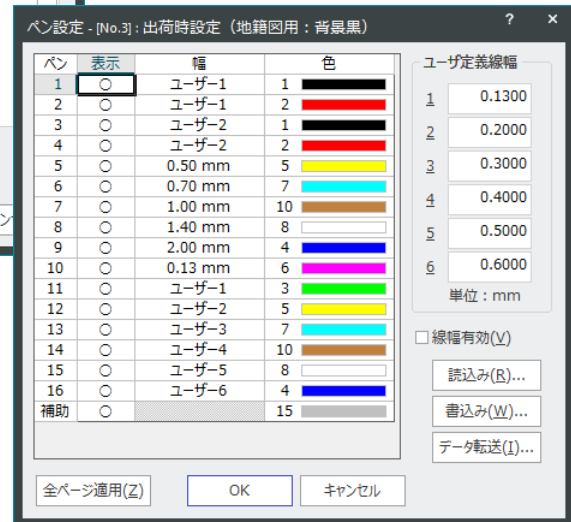 ペン設定 - [No.3] : 出荷時設定（地籍図用：背景黒） ? ×
ペン 表示 幅 色
1 ○ ユーザー1 1
2 ○ ユーザー1 2
3 ○ ユーザー2 1
4 ○ ユーザー2 2
5 ○ 0.50 mm 5
6 ○ 0.70 mm 7
7 ○ 1.00 mm 10
8 ○ 1.40 mm 8
9 ○ 2.00 mm 4
10 ○ 0.13 mm 6
11 ○ ユーザー1 3
12 ○ ユーザー2 5
13 ○ ユーザー3 7
14 ○ ユーザー4 10
15 ○ ユーザー5 8
16 ○ ユーザー6 4
補助 ○ 15
ユーザ定義線幅
1 0.1300
2 0.2000
3 0.3000
4 0.4000
5 0.5000
6 0.6000
単位：mm
線幅有効(V)
読込み(R)...
書込み(W)...
データ転送(I)...
全ページ適用(Z)
OK
キャンセル